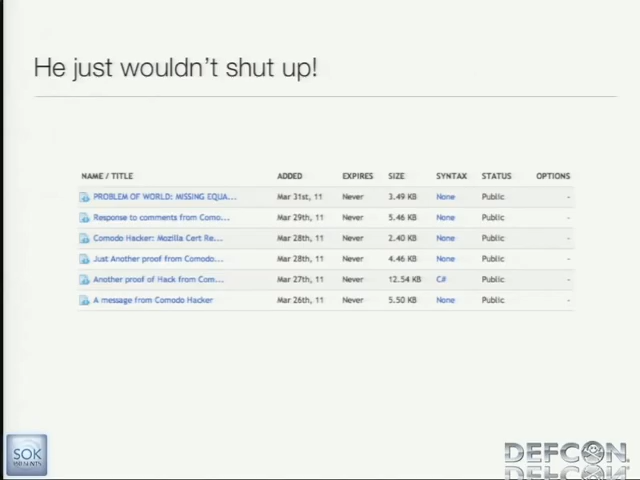 He just wouldn't shut up!
NAME / TITLE ADDED EXPIRES SIZE SYNTAX STATUS OPTIONS
PROBLEM OF WORLD: MISSING EQUA... Mar 31st, 11 Never 3.49 KB None Public -
Response to comments from Como... Mar 29th, 11 Never 5.46 KB None Public -
Comodo Hacker: Mozilla Cert Re... Mar 28th, 11 Never 2.40 KB None Public -
Just Another proof from Comodo... Mar 28th, 11 Never 4.46 KB None Public -
Another proof of Hack from Com... Mar 27th, 11 Never 12.54 KB C# Public -
A message from Comodo Hacker Mar 26th, 11 Never 5.50 KB None Public -
SOK
PRESENTS
DEFCON